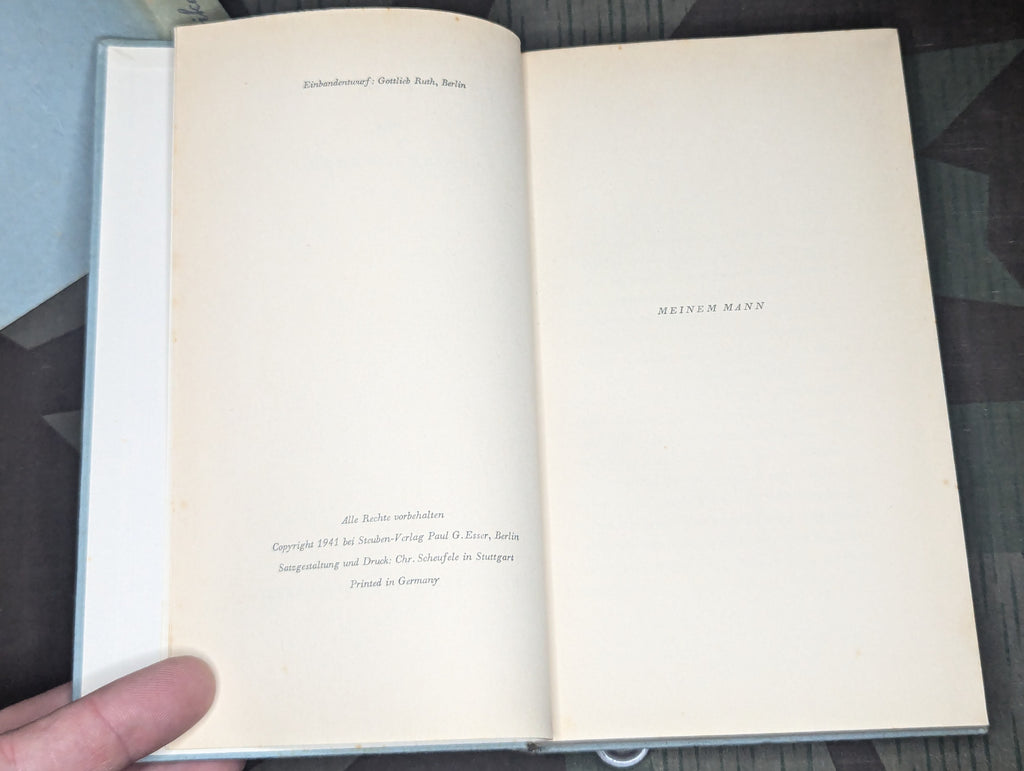 Einbandentwurf: Gottlieb Ruth, Berlin
Alle Rechte vorbehalten
Copyright 1941 bei Steuben-Verlag Paul G. Esser, Berlin
Satzgestaltung und Druck: Chr. Scheufele in Stuttgart
Printed in Germany
MEINEM MANN